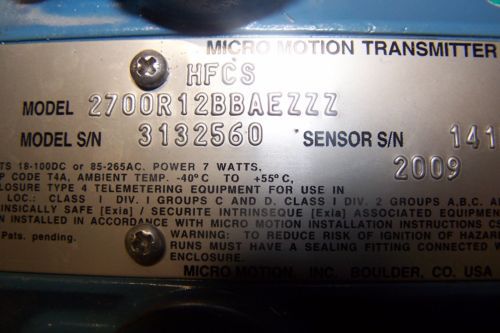 MICRO MOTION TRANSMITTER
HFCS
MODEL 2700R12BBAEZZZ
MODEL S/N 3132560 SENSOR S/N 141
2009
TS 18-100DC or 85-265AC. POWER 7 WATTS.
P CODE T4A, AMBIENT TEMP. -40°C TO +55°C,
LOSURE TYPE 4 TELEMETERING EQUIPMENT FOR USE IN
LOC.: CLASS I DIV. I GROUPS C AND D. CLASS I DIV. 2 GROUPS A,B,C, AN
INSICALLY SAFE [Exia] / SECURITE INTRINSEQUE [Exia] ASSOCIATED EQUIPMEN
N INSTALLED IN ACCORDANCE WITH MICRO MOTION INSTALLATION INSTRUCTIONS CS
Pats. pending. WARNING: TO REDUCE RISK OF IGNITION OF HAZAR
RUNS MUST HAVE A SEALING FITTING CONNECTED W
ENCLOSURE.
MICRO MOTION, INC. BOULDER, CO. USA